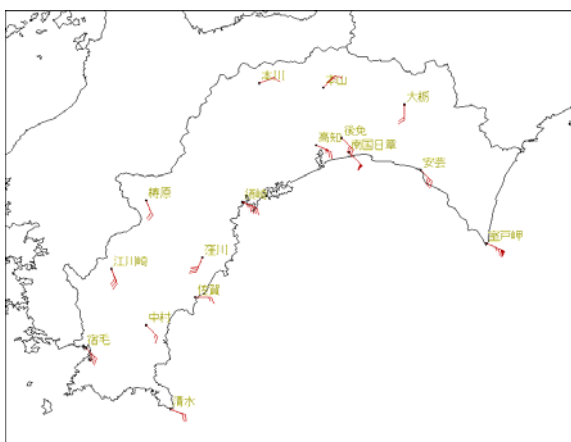 本川
本山
大栃
後免
高知
南国日章
安芸
梼原
須崎
室戸岬
窪川
江川崎
佐賀
中村
宿毛
清水